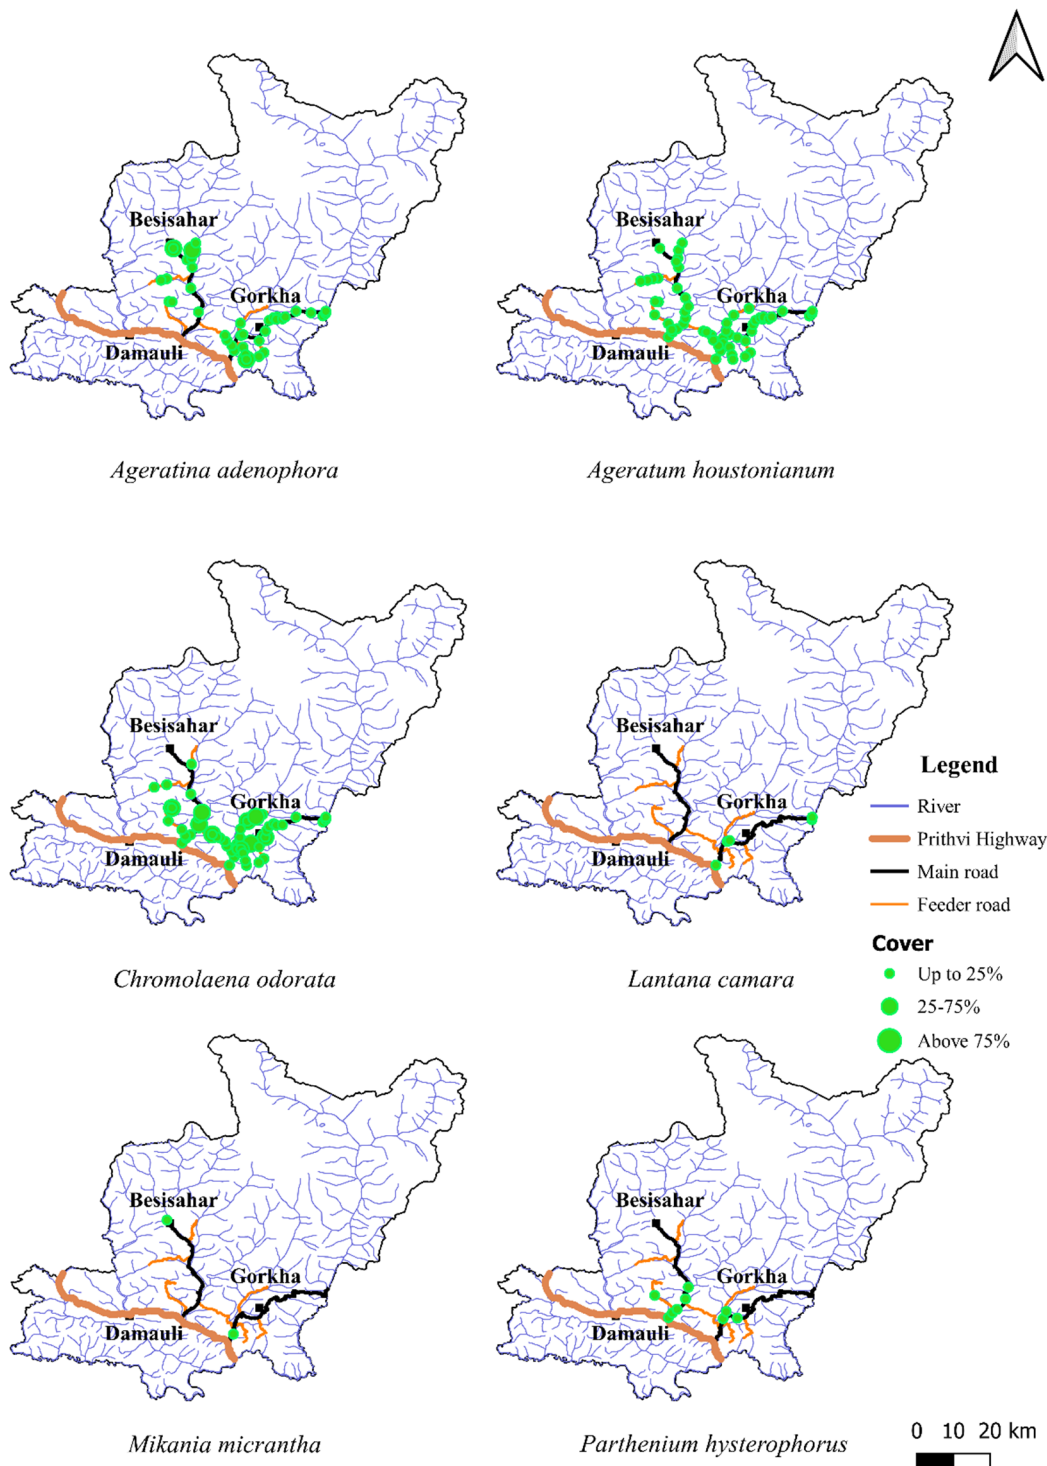 Besisahar
Gorkha
Damauli
Ageratina adenophora
Besisahar
Gorkha
Damauli
Ageratum houstonianum
Besisahar
Gorkha
Damauli
Chromolaena odorata
Besisahar
Gorkha
Damauli
Lantana camara
Legend
River
Prithvi Highway
Main road
Feeder road
Cover
Up to 25%
25-75%
Above 75%
Besisahar
Gorkha
Damauli
Mikania micrantha
Besisahar
Gorkha
Damauli
Parthenium hysterophorus
0 10 20 km